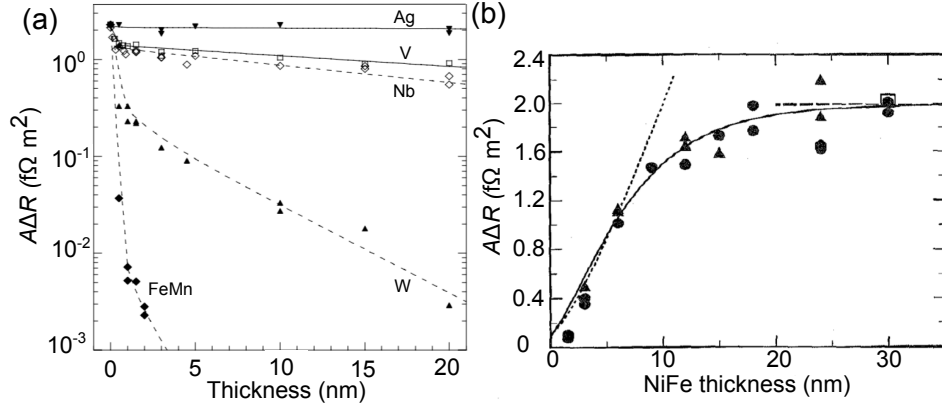 (a)
Ag
V
Nb
W
FeMn
10⁰
10⁻¹
10⁻²
10⁻³
AΔR (fΩ m²)
0 5 10 15 20
Thickness (nm)
(b)
2.4
2.0
1.6
1.2
0.8
0.4
0
AΔR (fΩ m²)
0 10 20 30
NiFe thickness (nm)